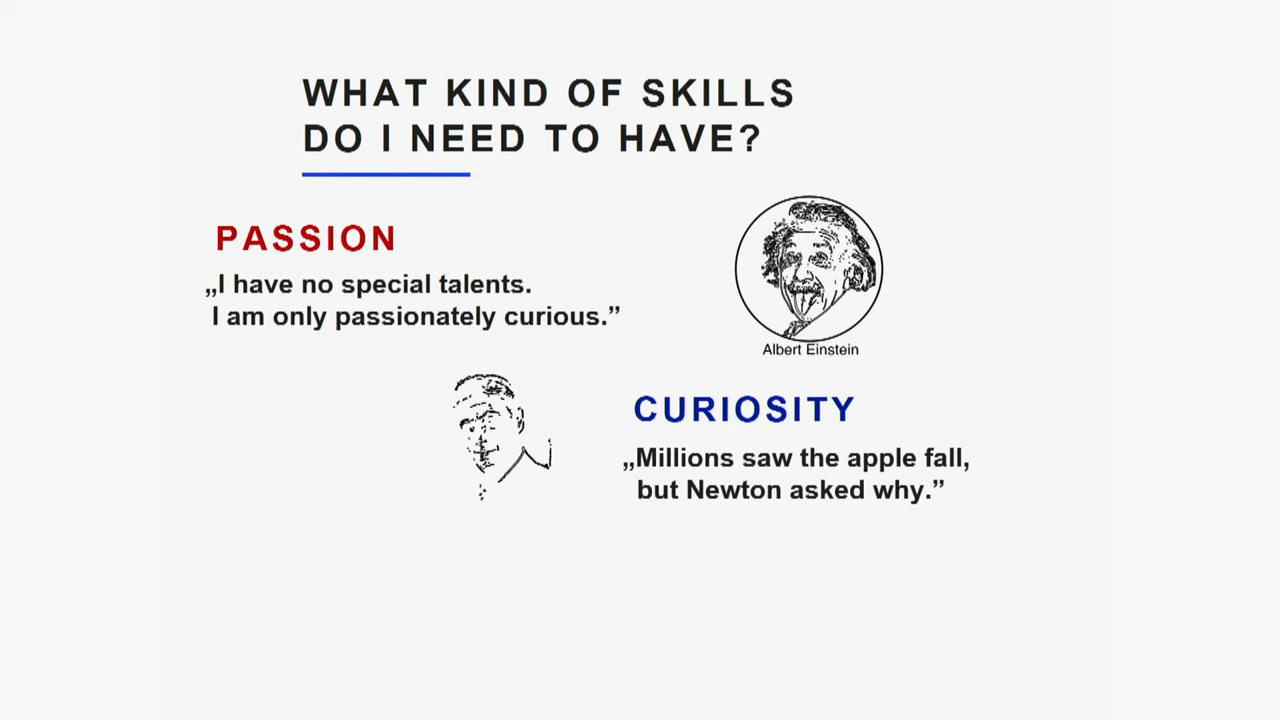 WHAT KIND OF SKILLS
DO I NEED TO HAVE?
PASSION
„I have no special talents.
I am only passionately curious.”
Albert Einstein
CURIOSITY
„Millions saw the apple fall,
but Newton asked why.”